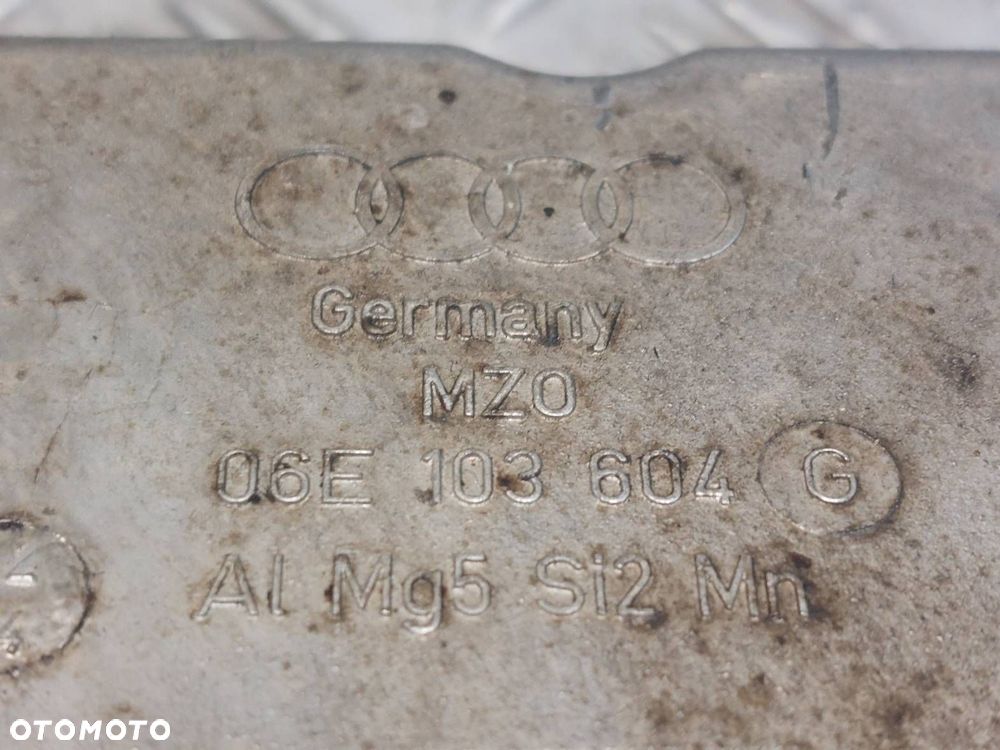 Germany
MZO
06E 103 604 G
Al Mg5 Si2 Mn
OTOMOTO